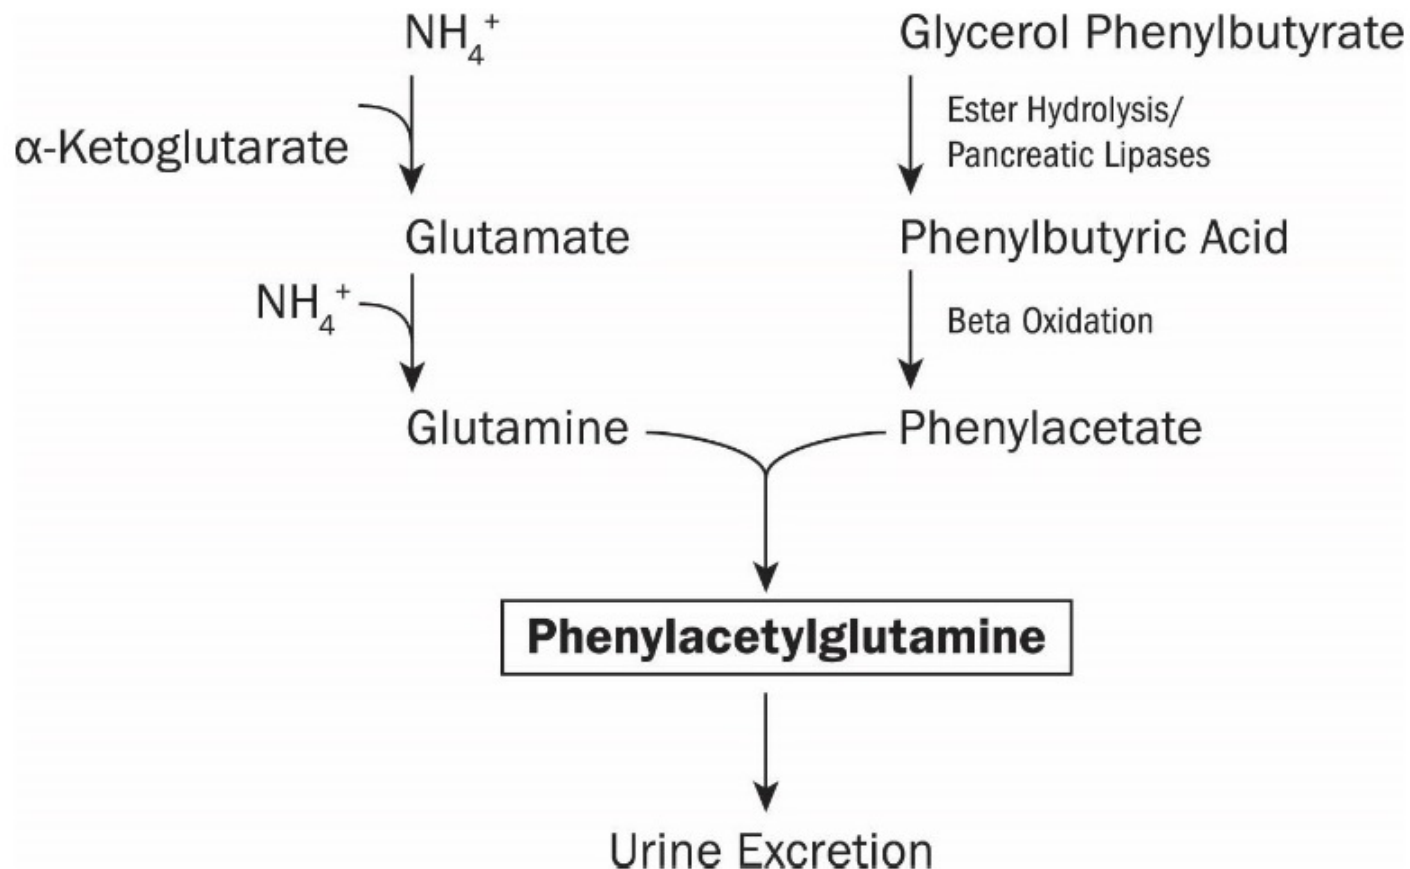 NH₄⁺
Glycerol Phenylbutyrate
α-Ketoglutarate
Ester Hydrolysis/
Pancreatic Lipases
Glutamate
Phenylbutyric Acid
NH₄⁺
Beta Oxidation
Glutamine
Phenylacetate
Phenylacetylglutamine
Urine Excretion